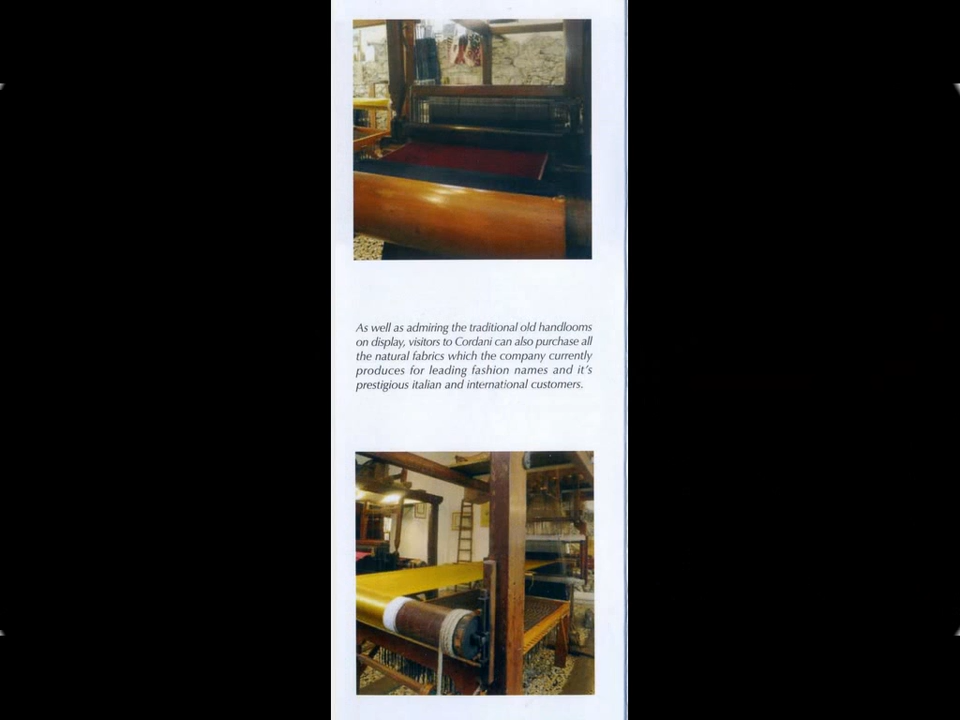 As well as admiring the traditional old handlooms
on display, visitors to Cordani can also purchase all
the natural fabrics which the company currently
produces for leading fashion names and it's
prestigious italian and international customers.